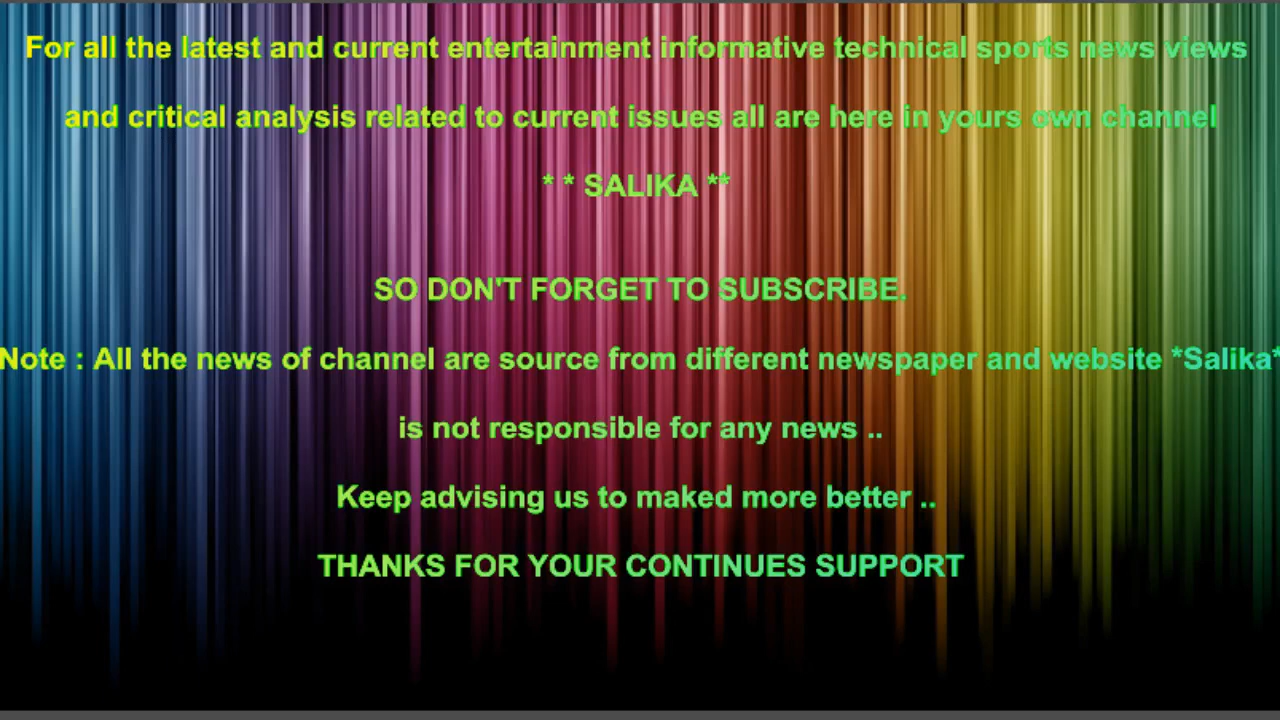 For all the latest and current entertainment informative technical sports news views
and critical analysis related to current issues all are here in yours own channel
* * SALIKA **
SO DON'T FORGET TO SUBSCRIBE.
Note : All the news of channel are source from different newspaper and website *Salika*
is not responsible for any news ..
Keep advising us to maked more better ..
THANKS FOR YOUR CONTINUES SUPPORT